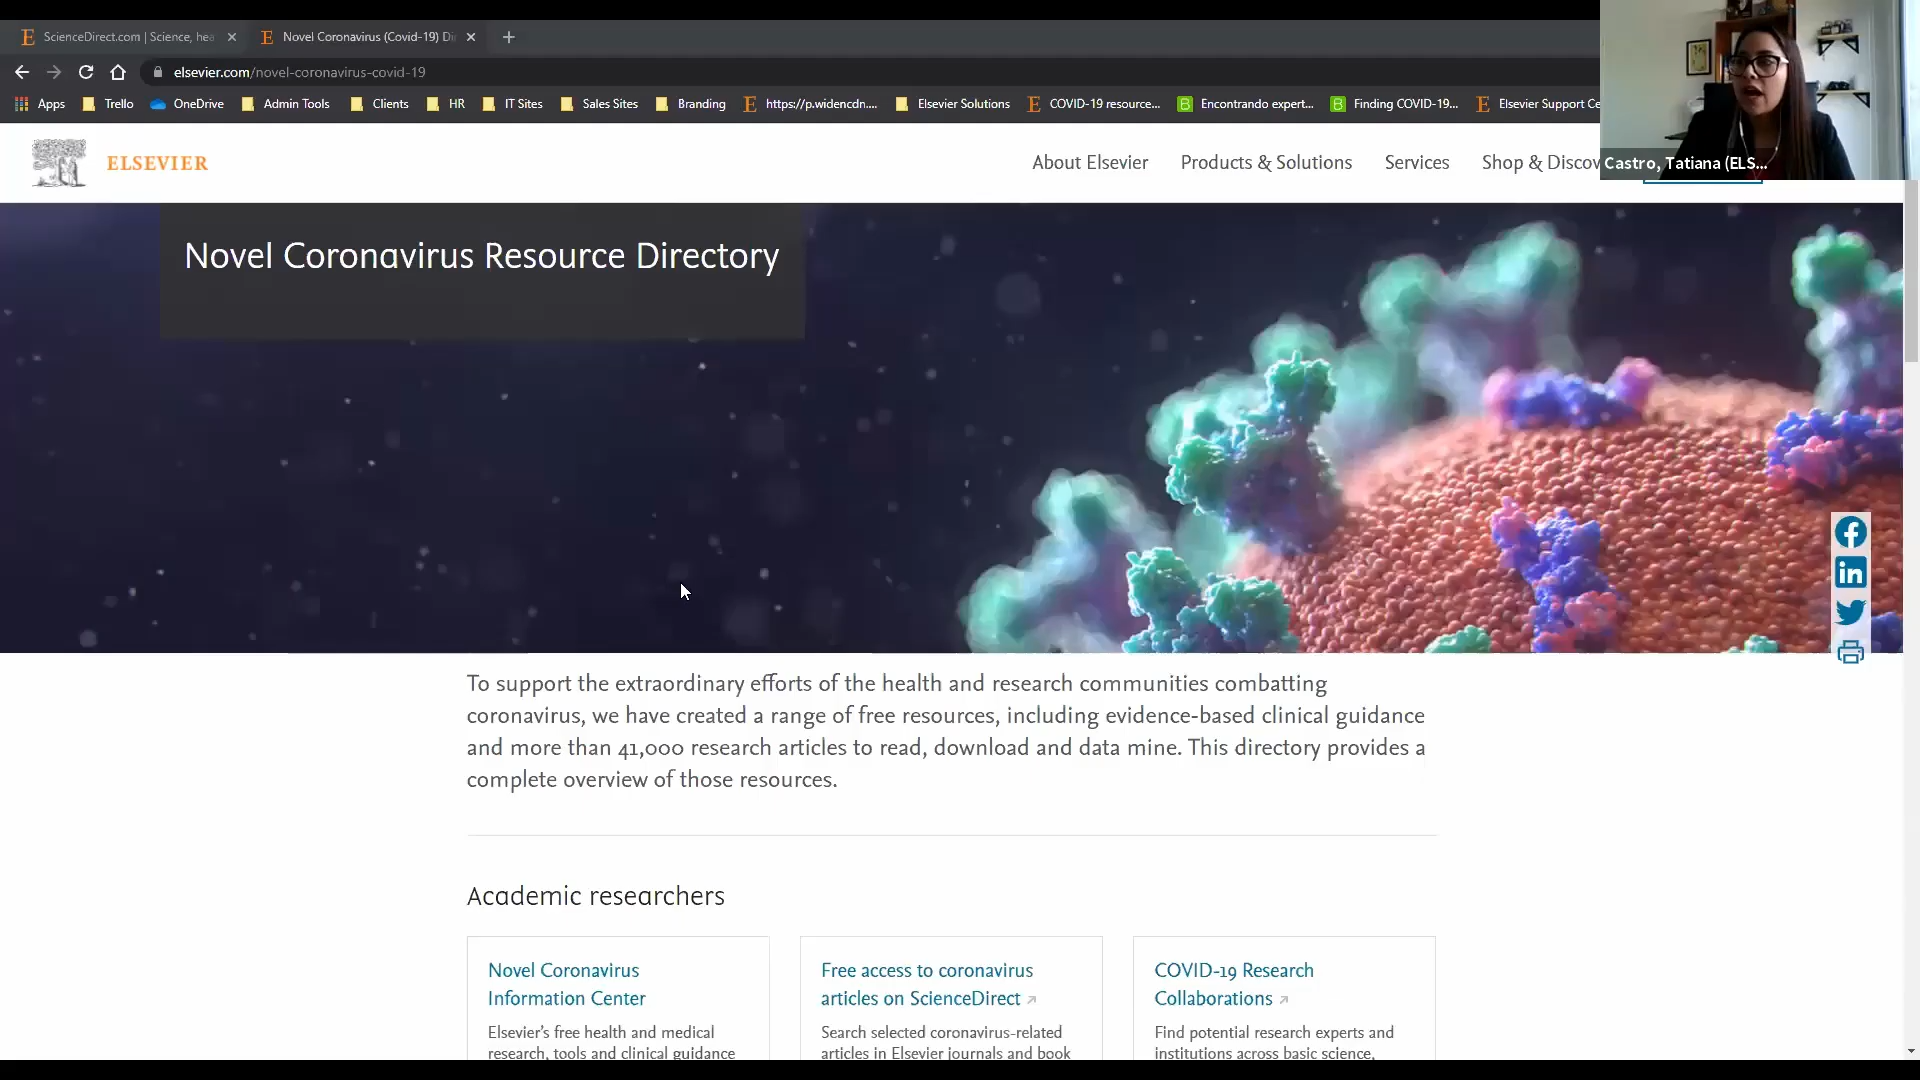 ScienceDirect.com | Science, hea
Novel Coronavirus (Covid-19) Di
elsevier.com/novel-coronavirus-covid-19
Apps Trello OneDrive Admin Tools Clients HR IT Sites Sales Sites Branding https://p.widencdn.... Elsevier Solutions COVID-19 resource... Encontrando expert... Finding COVID-19... Elsevier Support Ce
ELSEVIER
About Elsevier Products & Solutions Services Shop & Discov
Castro, Tatiana (ELS...
Novel Coronavirus Resource Directory
To support the extraordinary efforts of the health and research communities combatting
coronavirus, we have created a range of free resources, including evidence-based clinical guidance
and more than 41,000 research articles to read, download and data mine. This directory provides a
complete overview of those resources.
Academic researchers
Novel Coronavirus
Information Center
Elsevier's free health and medical
research, tools and clinical guidance
Free access to coronavirus
articles on ScienceDirect
Search selected coronavirus-related
articles in Elsevier journals and book
COVID-19 Research
Collaborations
Find potential research experts and
institutions across basic science,